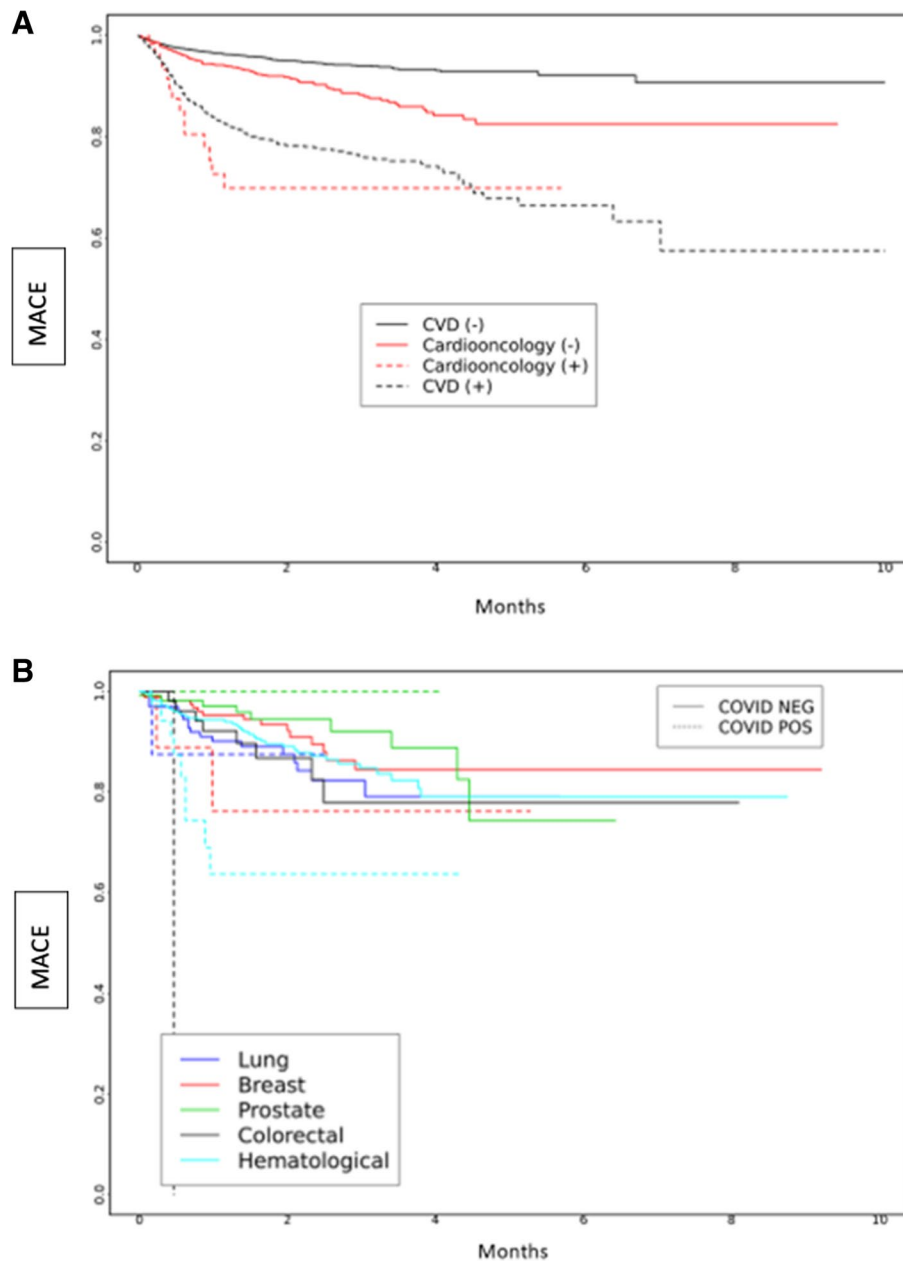 A
1.0
0.8
0.6
0.4
0.2
0.0
MACE
CVD (-)
Cardiooncology (-)
Cardiooncology (+)
CVD (+)
0 2 4 6 8 10
Months
B
1.0
0.8
0.6
0.4
0.2
0.0
MACE
COVID NEG
COVID POS
Lung
Breast
Prostate
Colorectal
Hematological
0 2 4 6 8 10
Months